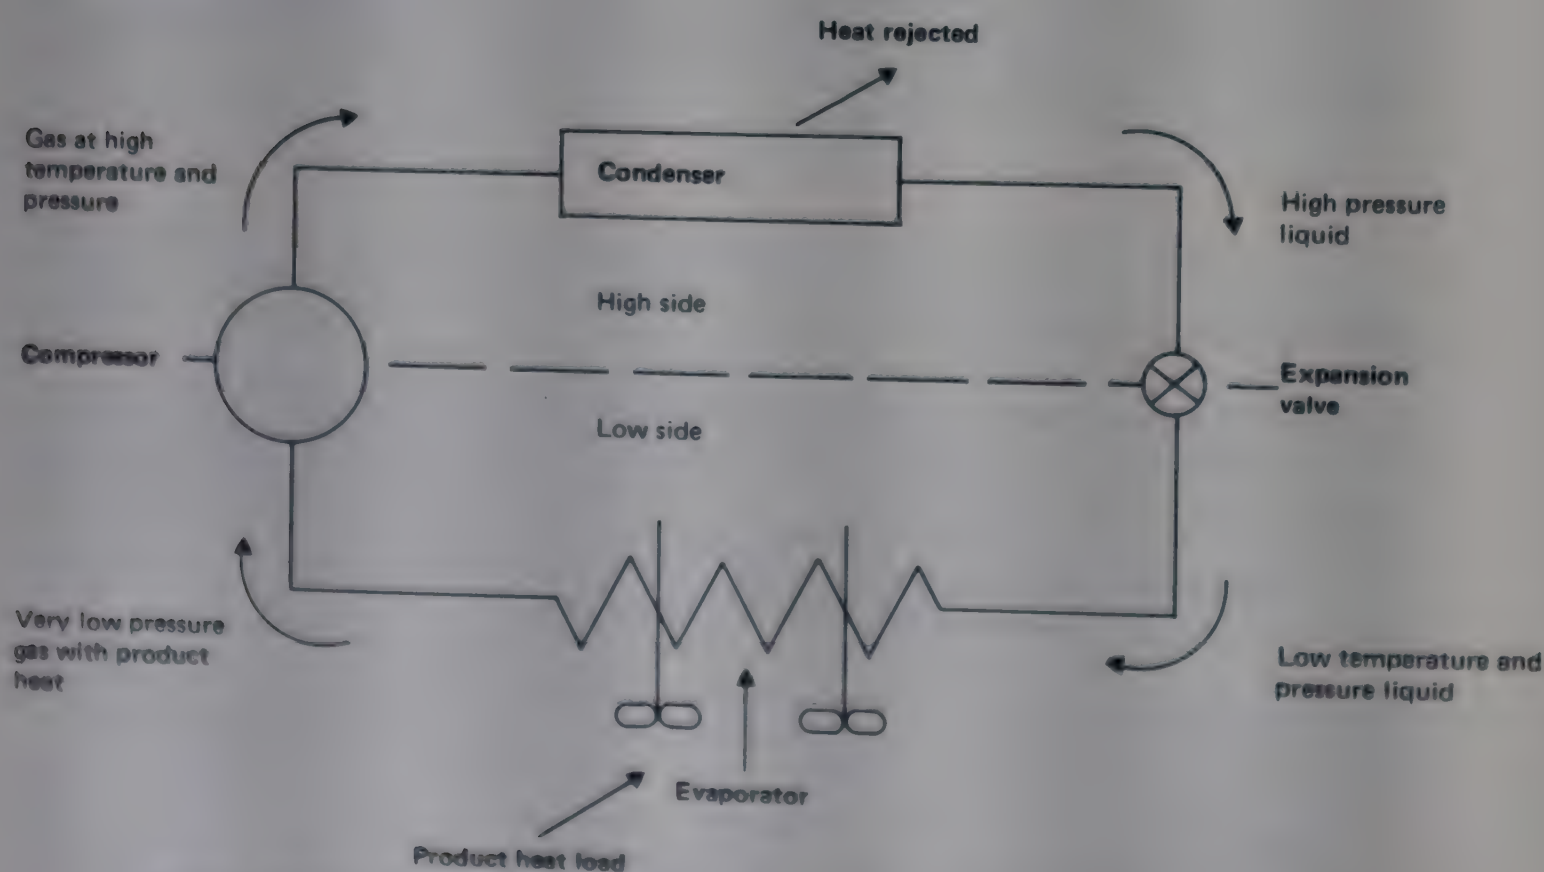 Heat rejected
Gas at high
temperature and
pressure
Condenser
High pressure
liquid
High side
Compressor
Expansion
valve
Low side
Very low pressure
gas with product
heat
Low temperature and
pressure liquid
Evaporator
Product heat load